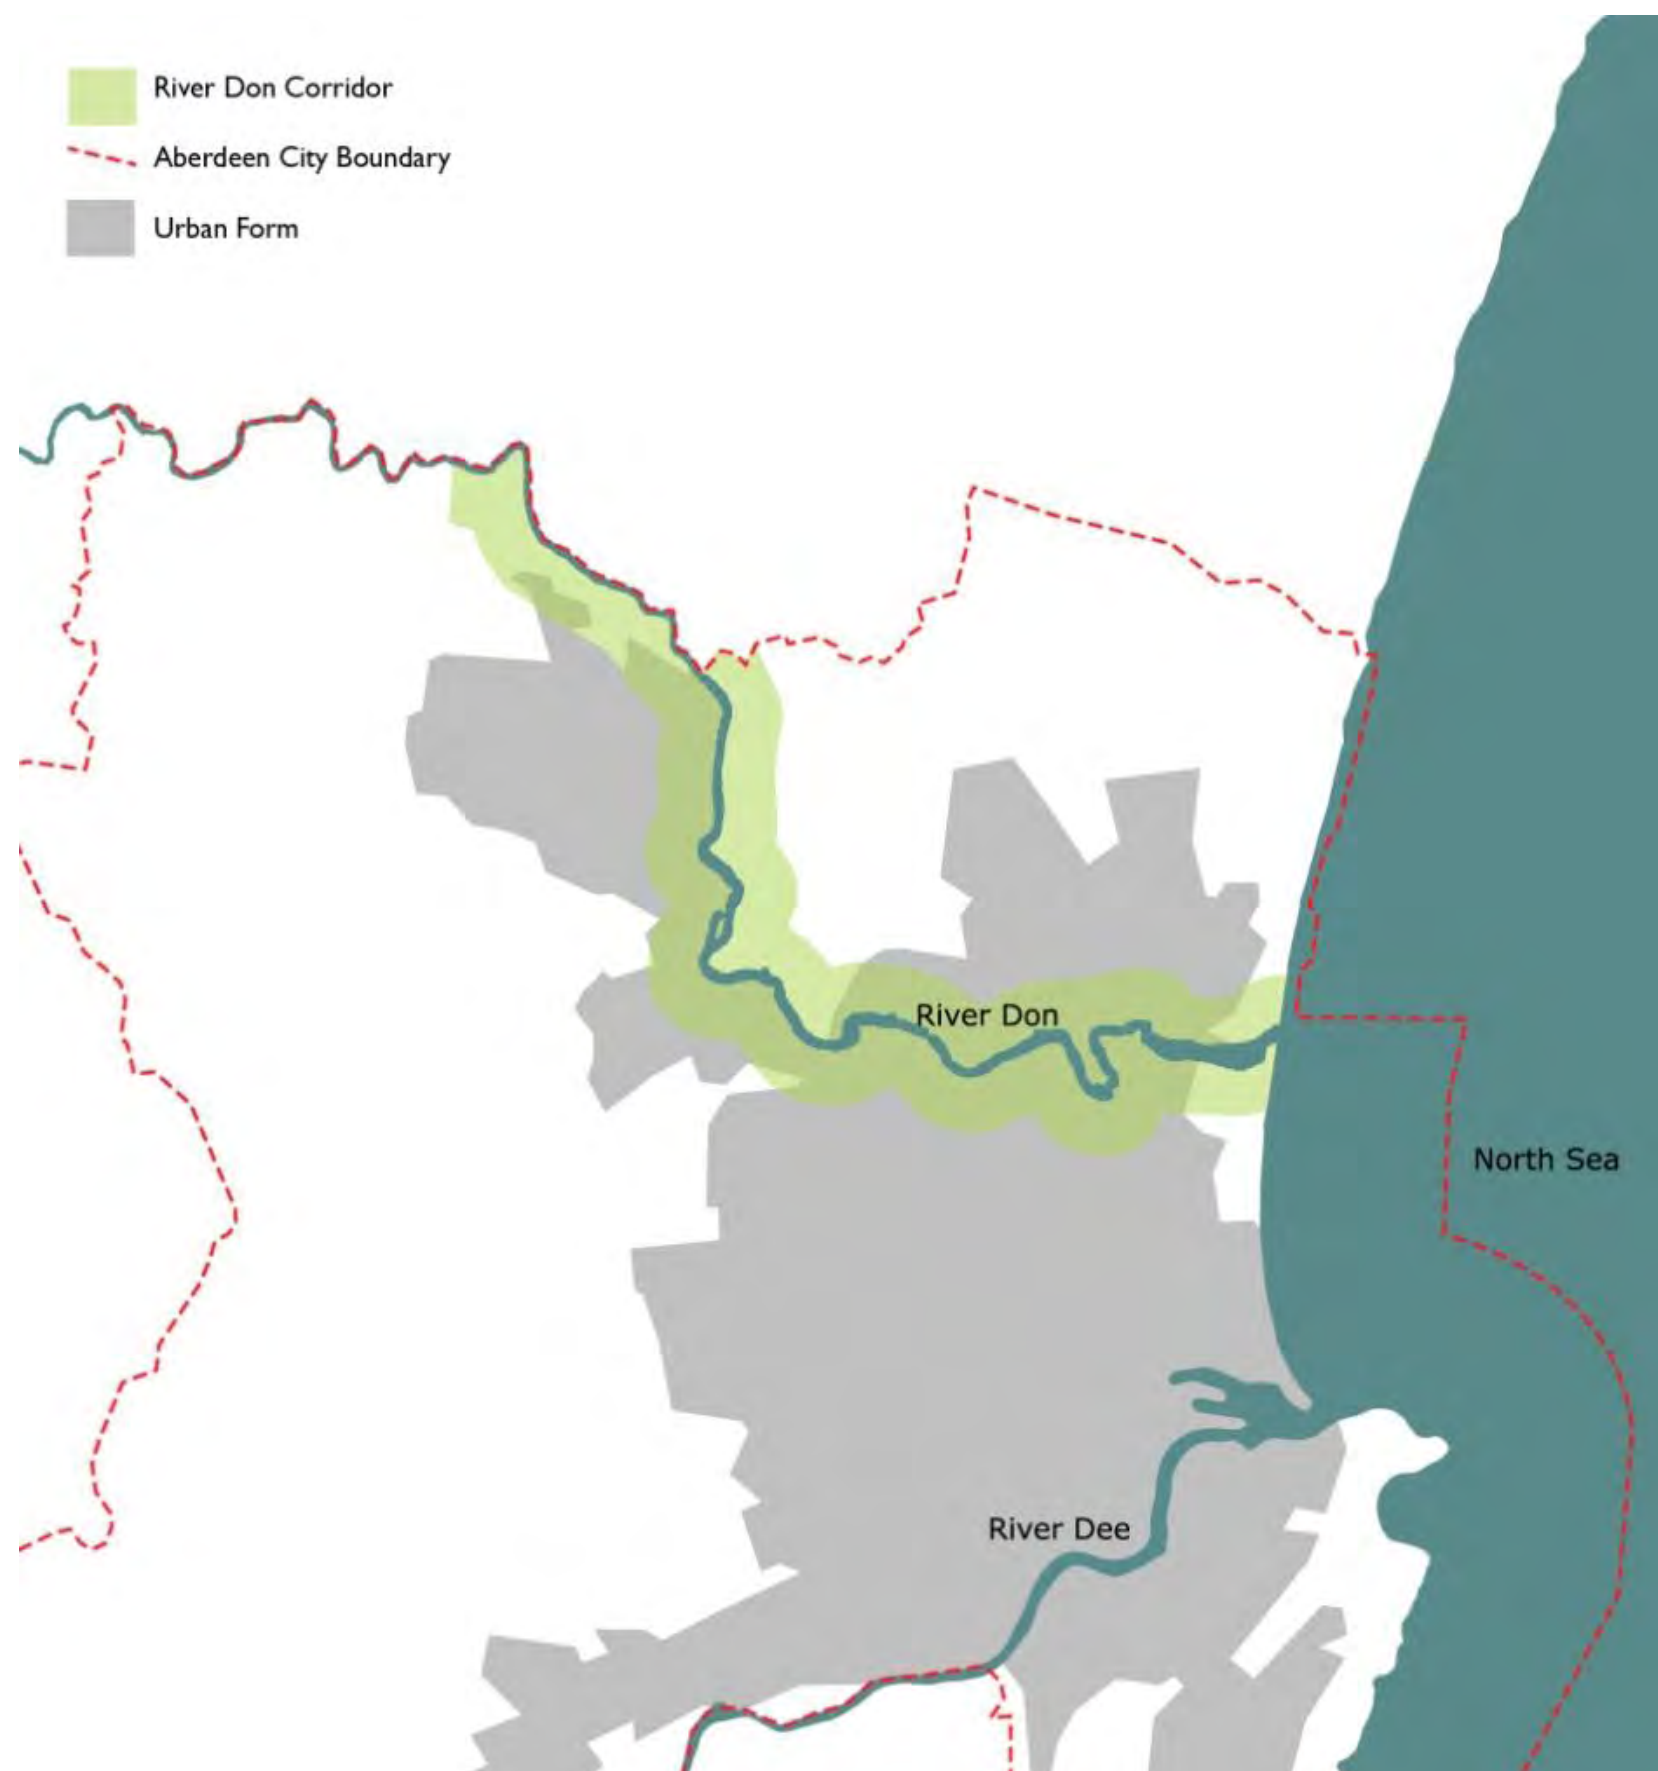 River Don Corridor
Aberdeen City Boundary
Urban Form
River Don
North Sea
River Dee